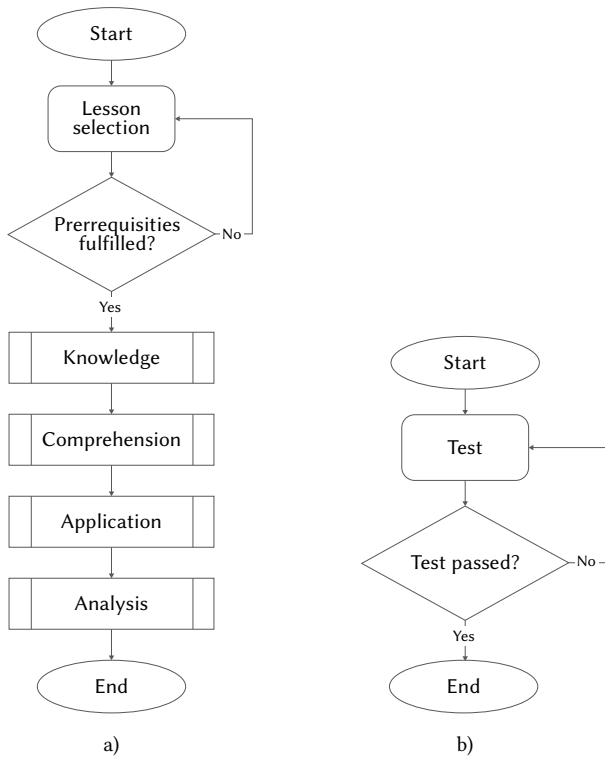 Start
Lesson
selection
Prerrequisities
fulfilled?
No
Yes
Knowledge
Comprehension
Application
Analysis
End
a)
Start
Test
Test passed?
No
Yes
End
b)